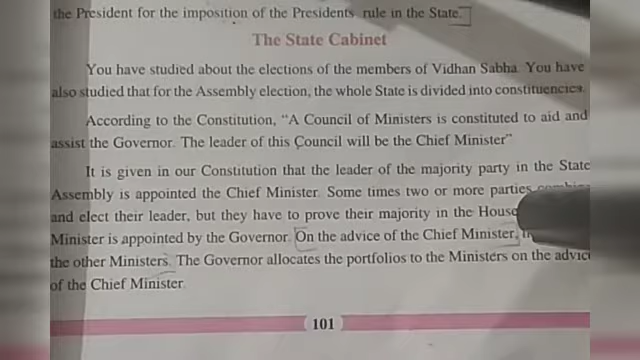 the President for the imposition of the Presidents rule in the State.
The State Cabinet
You have studied about the elections of the members of Vidhan Sabha. You have
also studied that for the Assembly election, the whole State is divided into constituencies.
According to the Constitution, “A Council of Ministers is constituted to aid and
assist the Governor. The leader of this Council will be the Chief Minister”
It is given in our Constitution that the leader of the majority party in the State
Assembly is appointed the Chief Minister. Some times two or more parties
and elect their leader, but they have to prove their majority in the House
Minister is appointed by the Governor. On the advice of the Chief Minister,
the other Ministers. The Governor allocates the portfolios to the Ministers on the advice
of the Chief Minister.
101